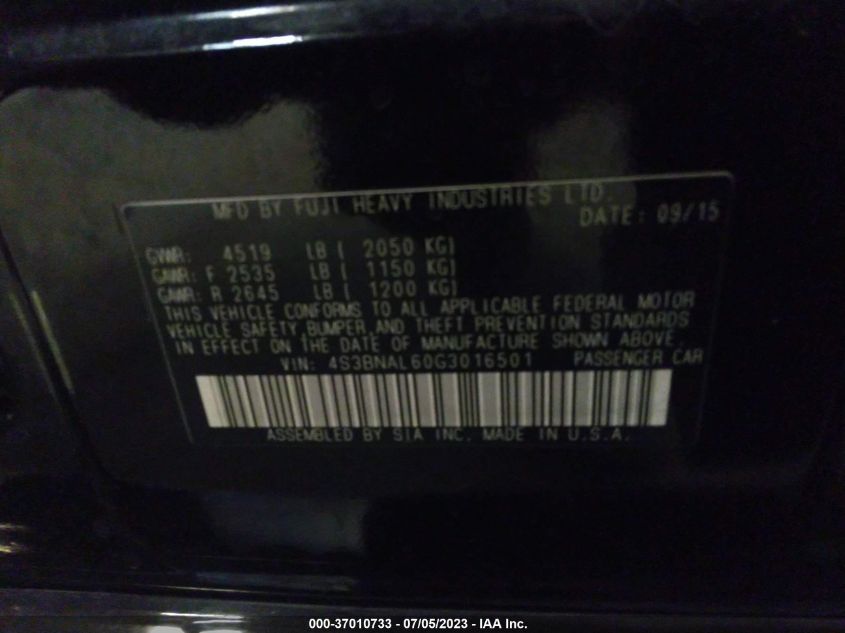 MFD BY FUJI HEAVY INDUSTRIES LTD.
DATE: 09/15
GVWR: 4519 LB ( 2050 KG)
GAWR: F 2535 LB ( 1150 KG)
GAWR: R 2645 LB ( 1200 KG)
THIS VEHICLE CONFORMS TO ALL APPLICABLE FEDERAL MOTOR
VEHICLE SAFETY, BUMPER, AND THEFT PREVENTION STANDARDS
IN EFFECT ON THE DATE OF MANUFACTURE SHOWN ABOVE.
VIN: 4S3BNAL60G3016501 PASSENGER CAR
ASSEMBLED BY SIA INC. MADE IN U.S.A.
000-37010733 - 07/05/2023 - IAA Inc.